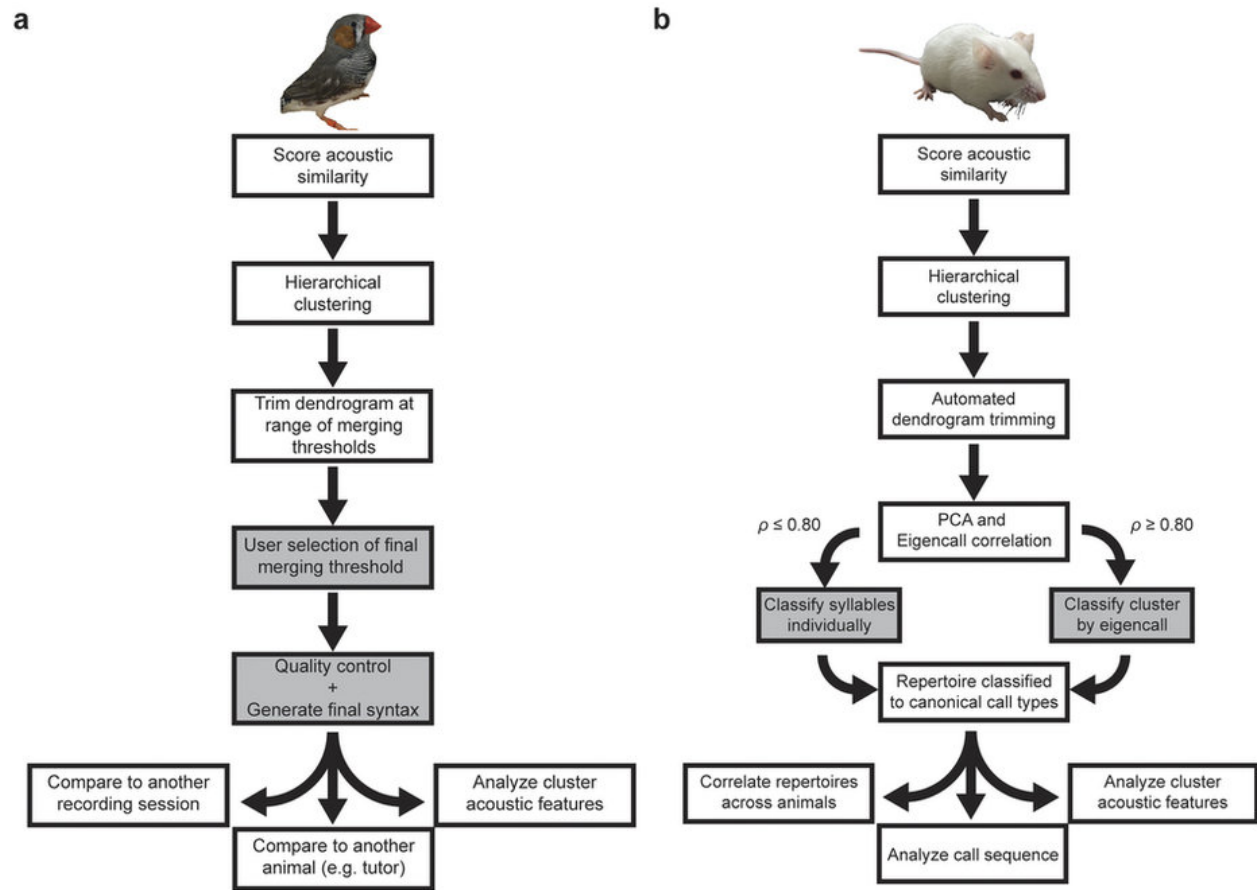 a
Score acoustic
similarity
Hierarchical
clustering
Trim dendrogram at
range of merging
thresholds
User selection of final
merging threshold
Quality control
+
Generate final syntax
Compare to another
recording session
Analyze cluster
acoustic features
Compare to another
animal (e.g. tutor)
b
Score acoustic
similarity
Hierarchical
clustering
Automated
dendrogram trimming
PCA and
Eigencall correlation
ρ ≤ 0.80
ρ ≥ 0.80
Classify syllables
individually
Classify cluster
by eigencall
Repertoire classified
to canonical call types
Correlate repertoires
across animals
Analyze cluster
acoustic features
Analyze call sequence